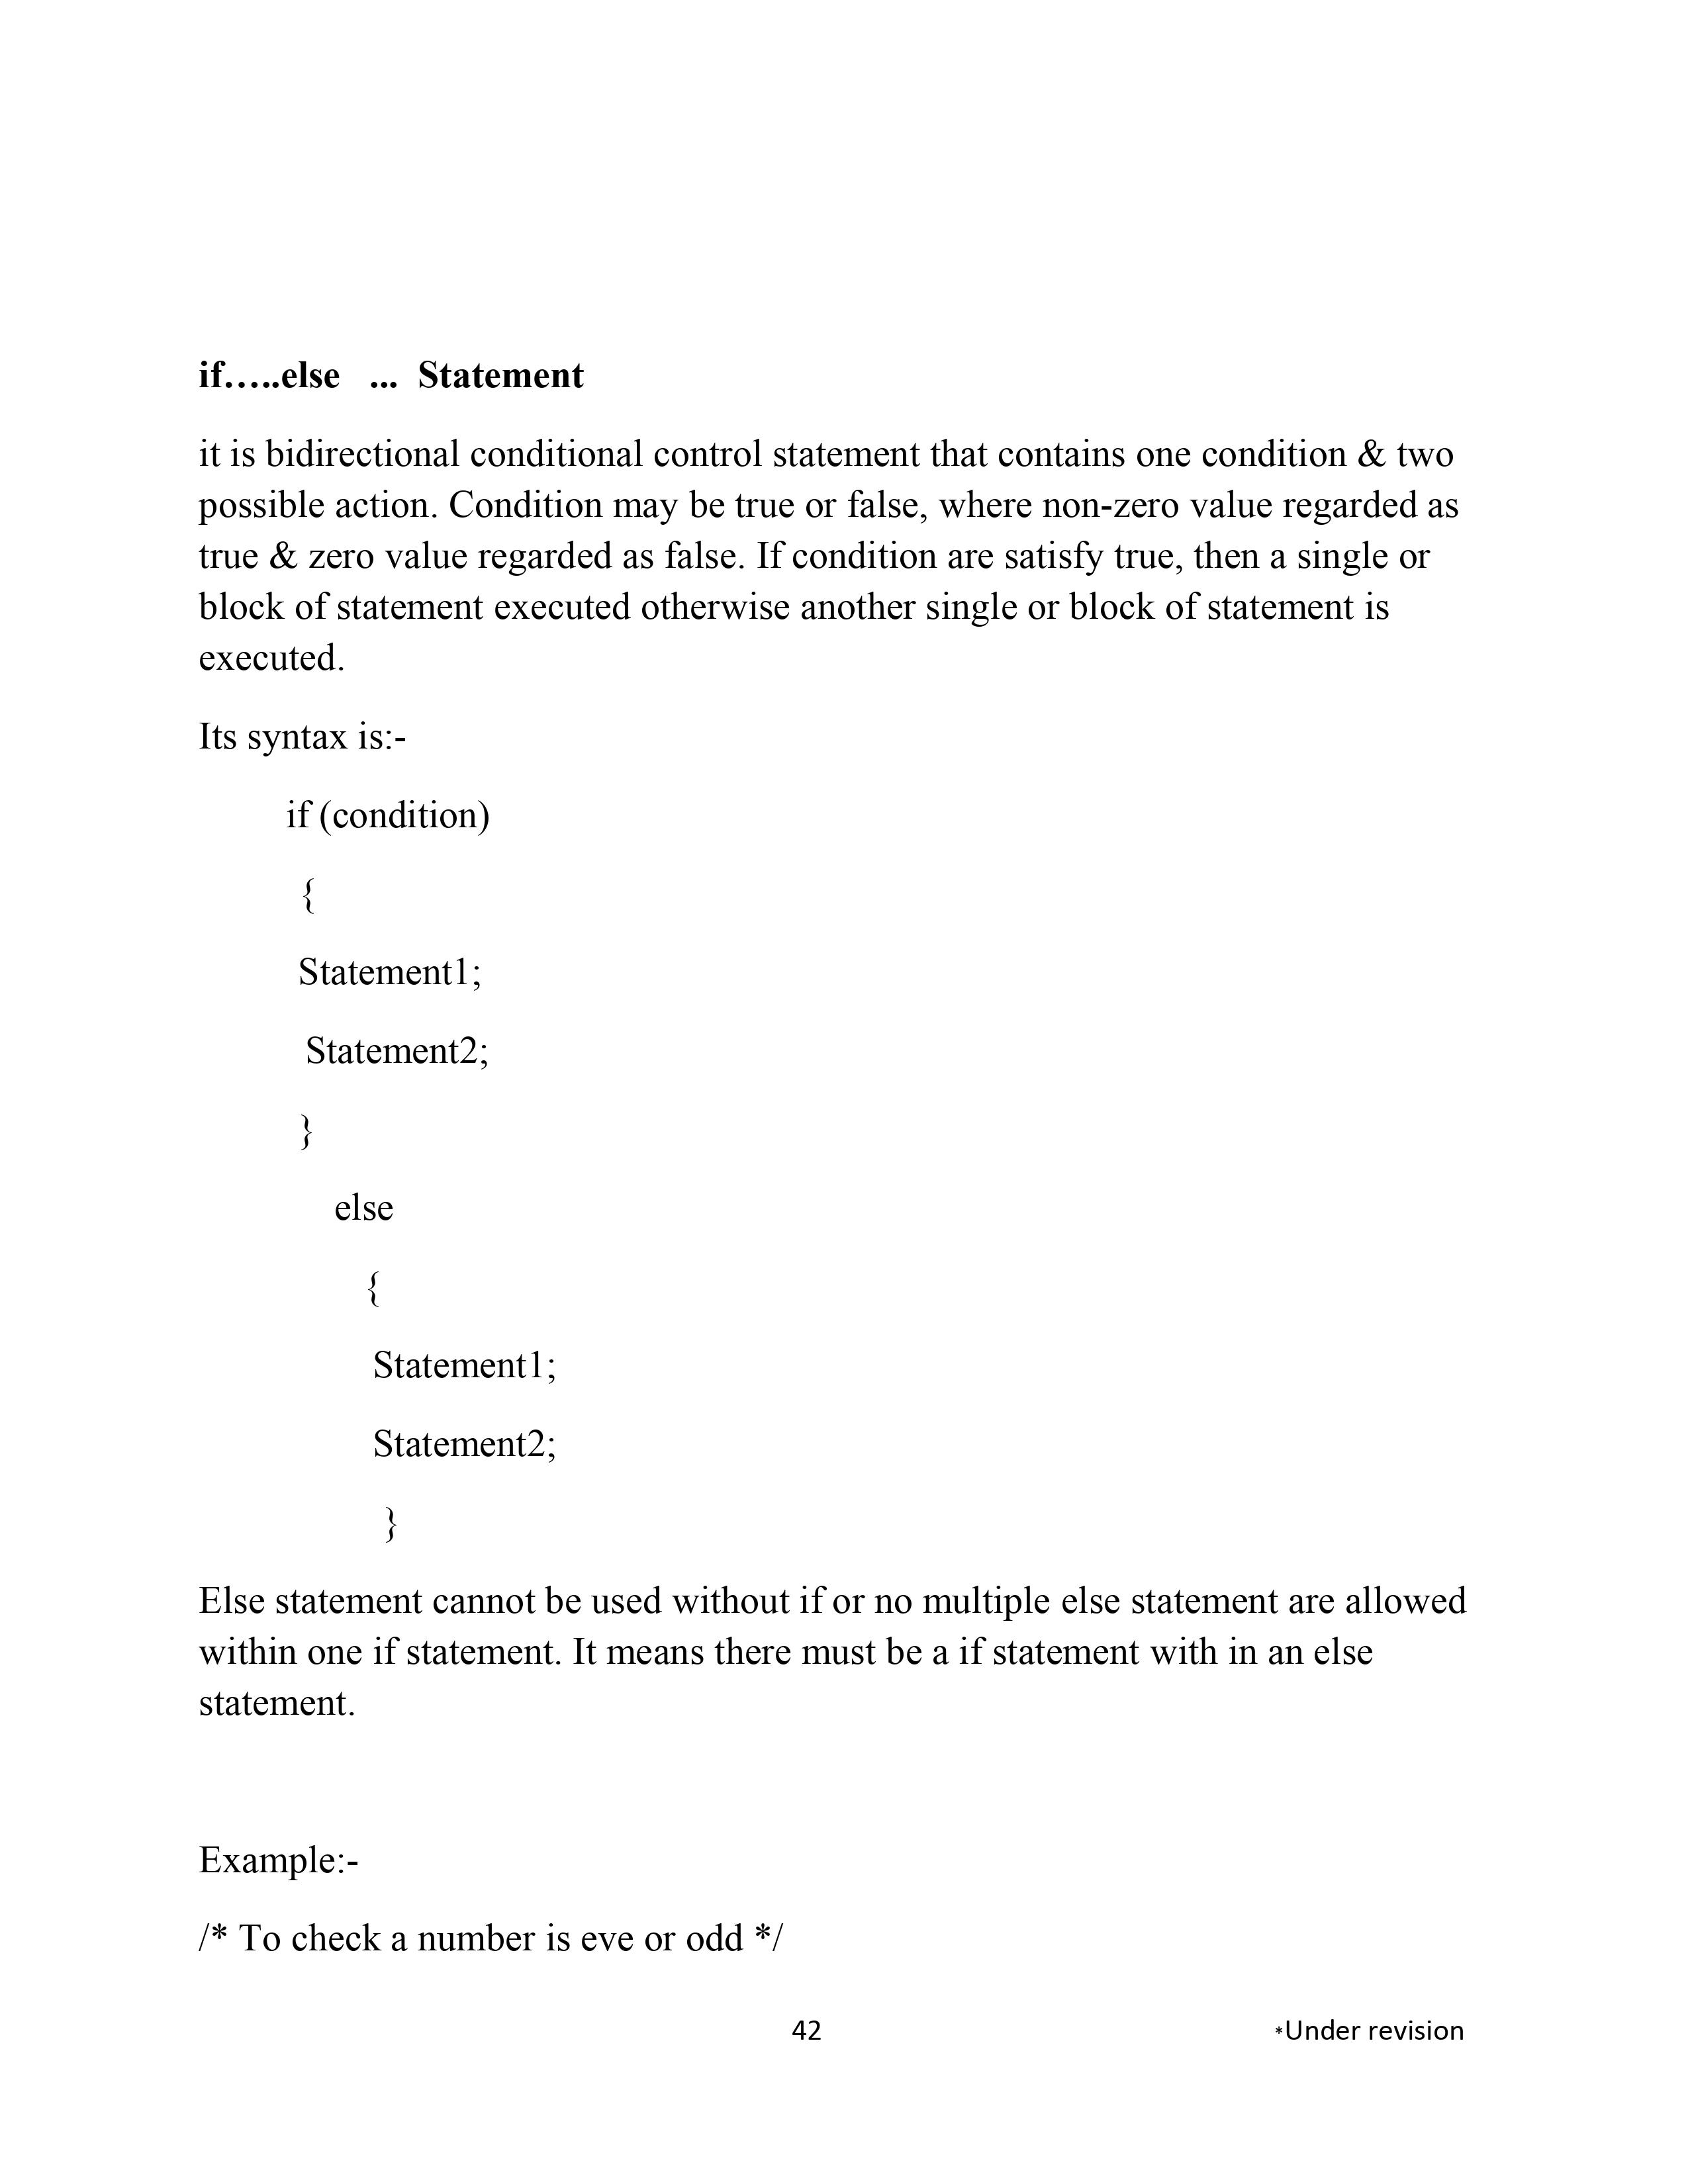 if…..else ... Statement
it is bidirectional conditional control statement that contains one condition & two
possible action. Condition may be true or false, where non-zero value regarded as
true & zero value regarded as false. If condition are satisfy true, then a single or
block of statement executed otherwise another single or block of statement is
executed.
Its syntax is:-
if (condition)
{
Statement1;
Statement2;
}
else
{
Statement1;
Statement2;
}
Else statement cannot be used without if or no multiple else statement are allowed
within one if statement. It means there must be a if statement with in an else
statement.
Example:-
/* To check a number is eve or odd */
42 *Under revision